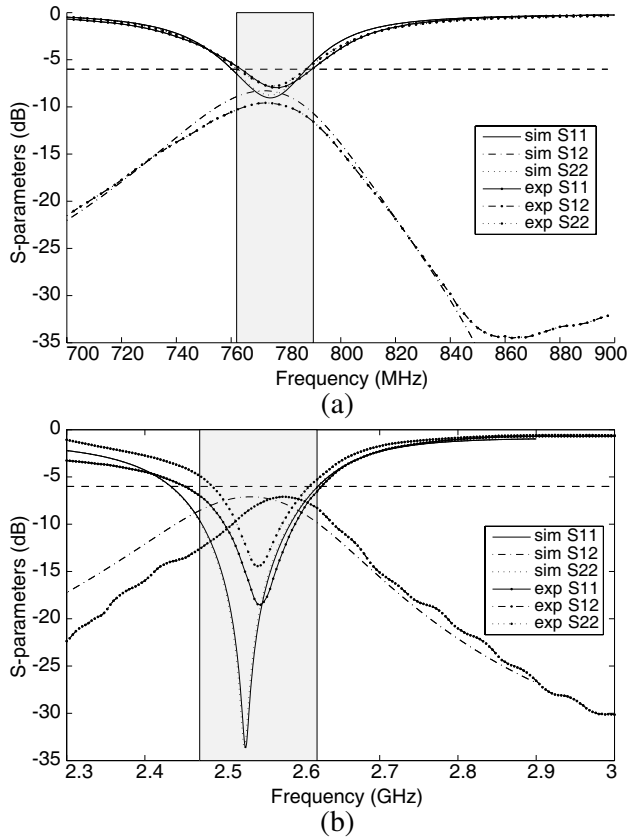 0
-5
-10
-15
-20
-25
-30
-35
S-parameters (dB)
sim S11
sim S12
sim S22
exp S11
exp S12
exp S22
700 720 740 760 780 800 820 840 860 880 900
Frequency (MHz)
(a)
0
-5
-10
-15
-20
-25
-30
-35
S-parameters (dB)
sim S11
sim S12
sim S22
exp S11
exp S12
exp S22
2.3 2.4 2.5 2.6 2.7 2.8 2.9 3
Frequency (GHz)
(b)